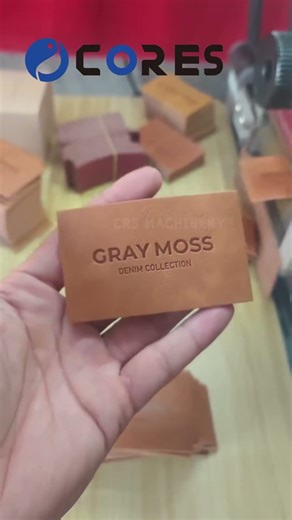 CORES
CRS MACHINERY
GRAY MOSS
DENIM COLLECTION